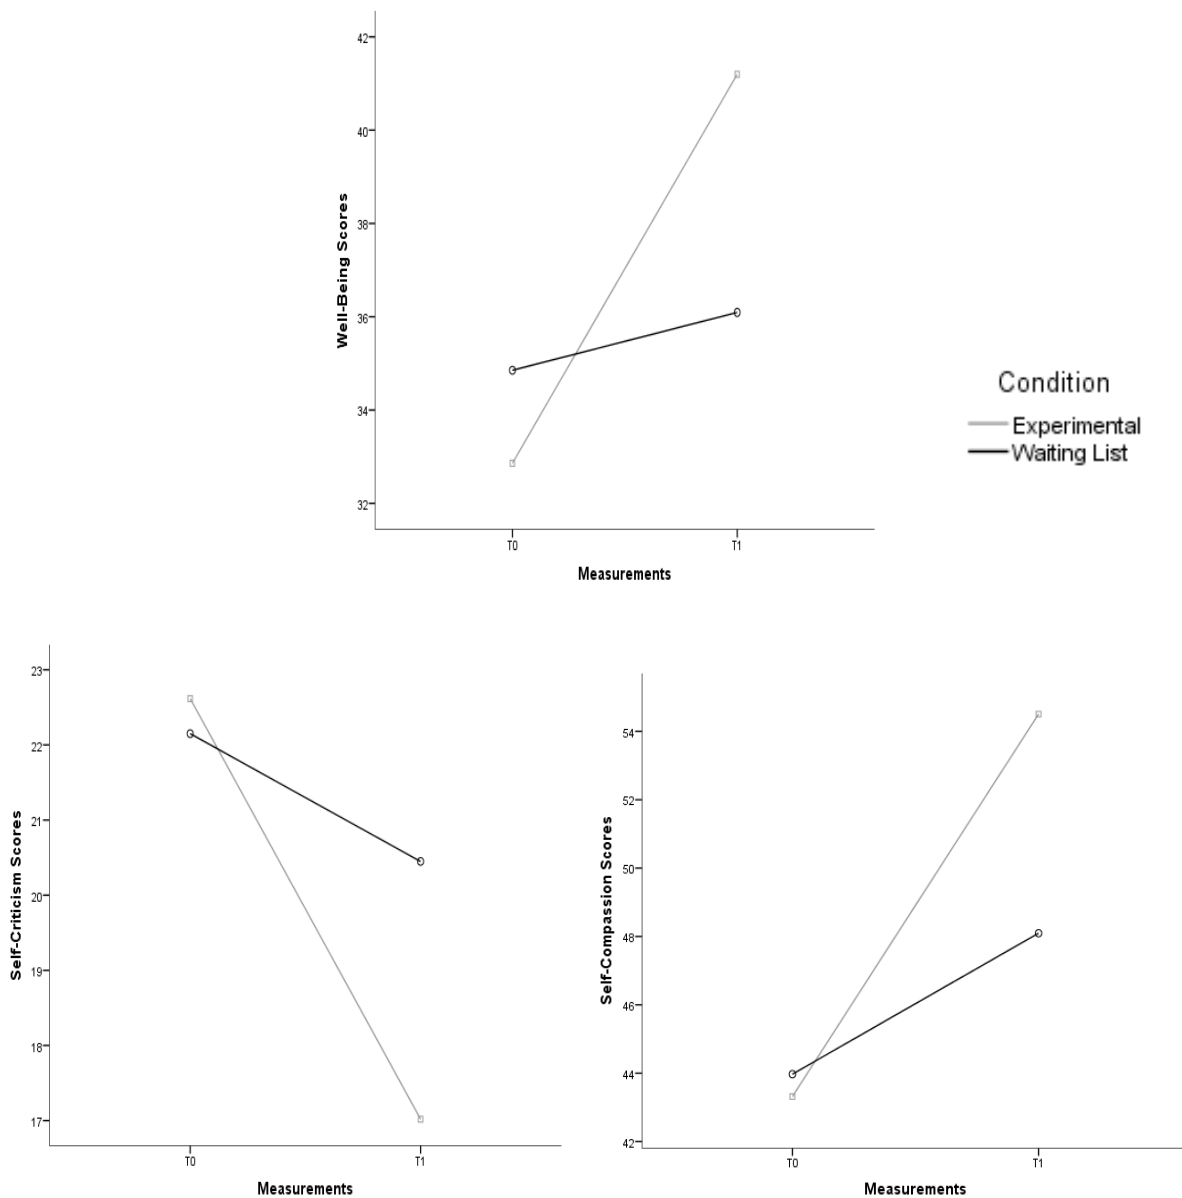 42
40
38
36
34
32
Well-Being Scores
T0
T1
Measurements
Condition
Experimental
Waiting List
23
22
21
20
19
18
17
Self-Criticism Scores
T0
T1
Measurements
54
52
50
48
46
44
42
Self-Compassion Scores
T0
T1
Measurements